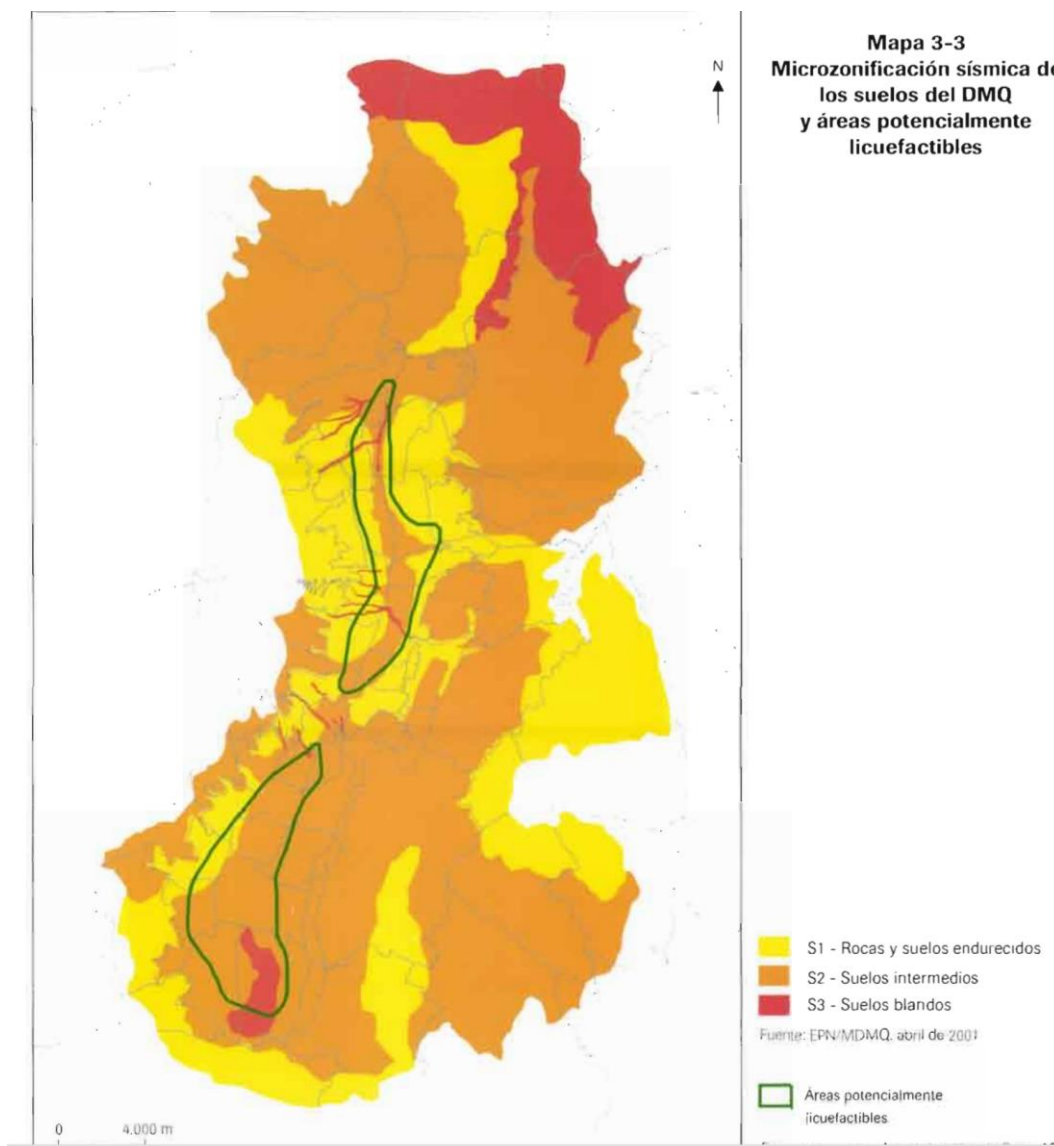 Mapa 3-3
Microzonificación sísmica de
los suelos del DMQ
y áreas potencialmente
licuefactibles
N
S1 - Rocas y suelos endurecidos
S2 - Suelos intermedios
S3 - Suelos blandos
Fuente: EPN/MDMQ. abril de 2001
Áreas potencialmente
licuefactibles
0 4.000 m